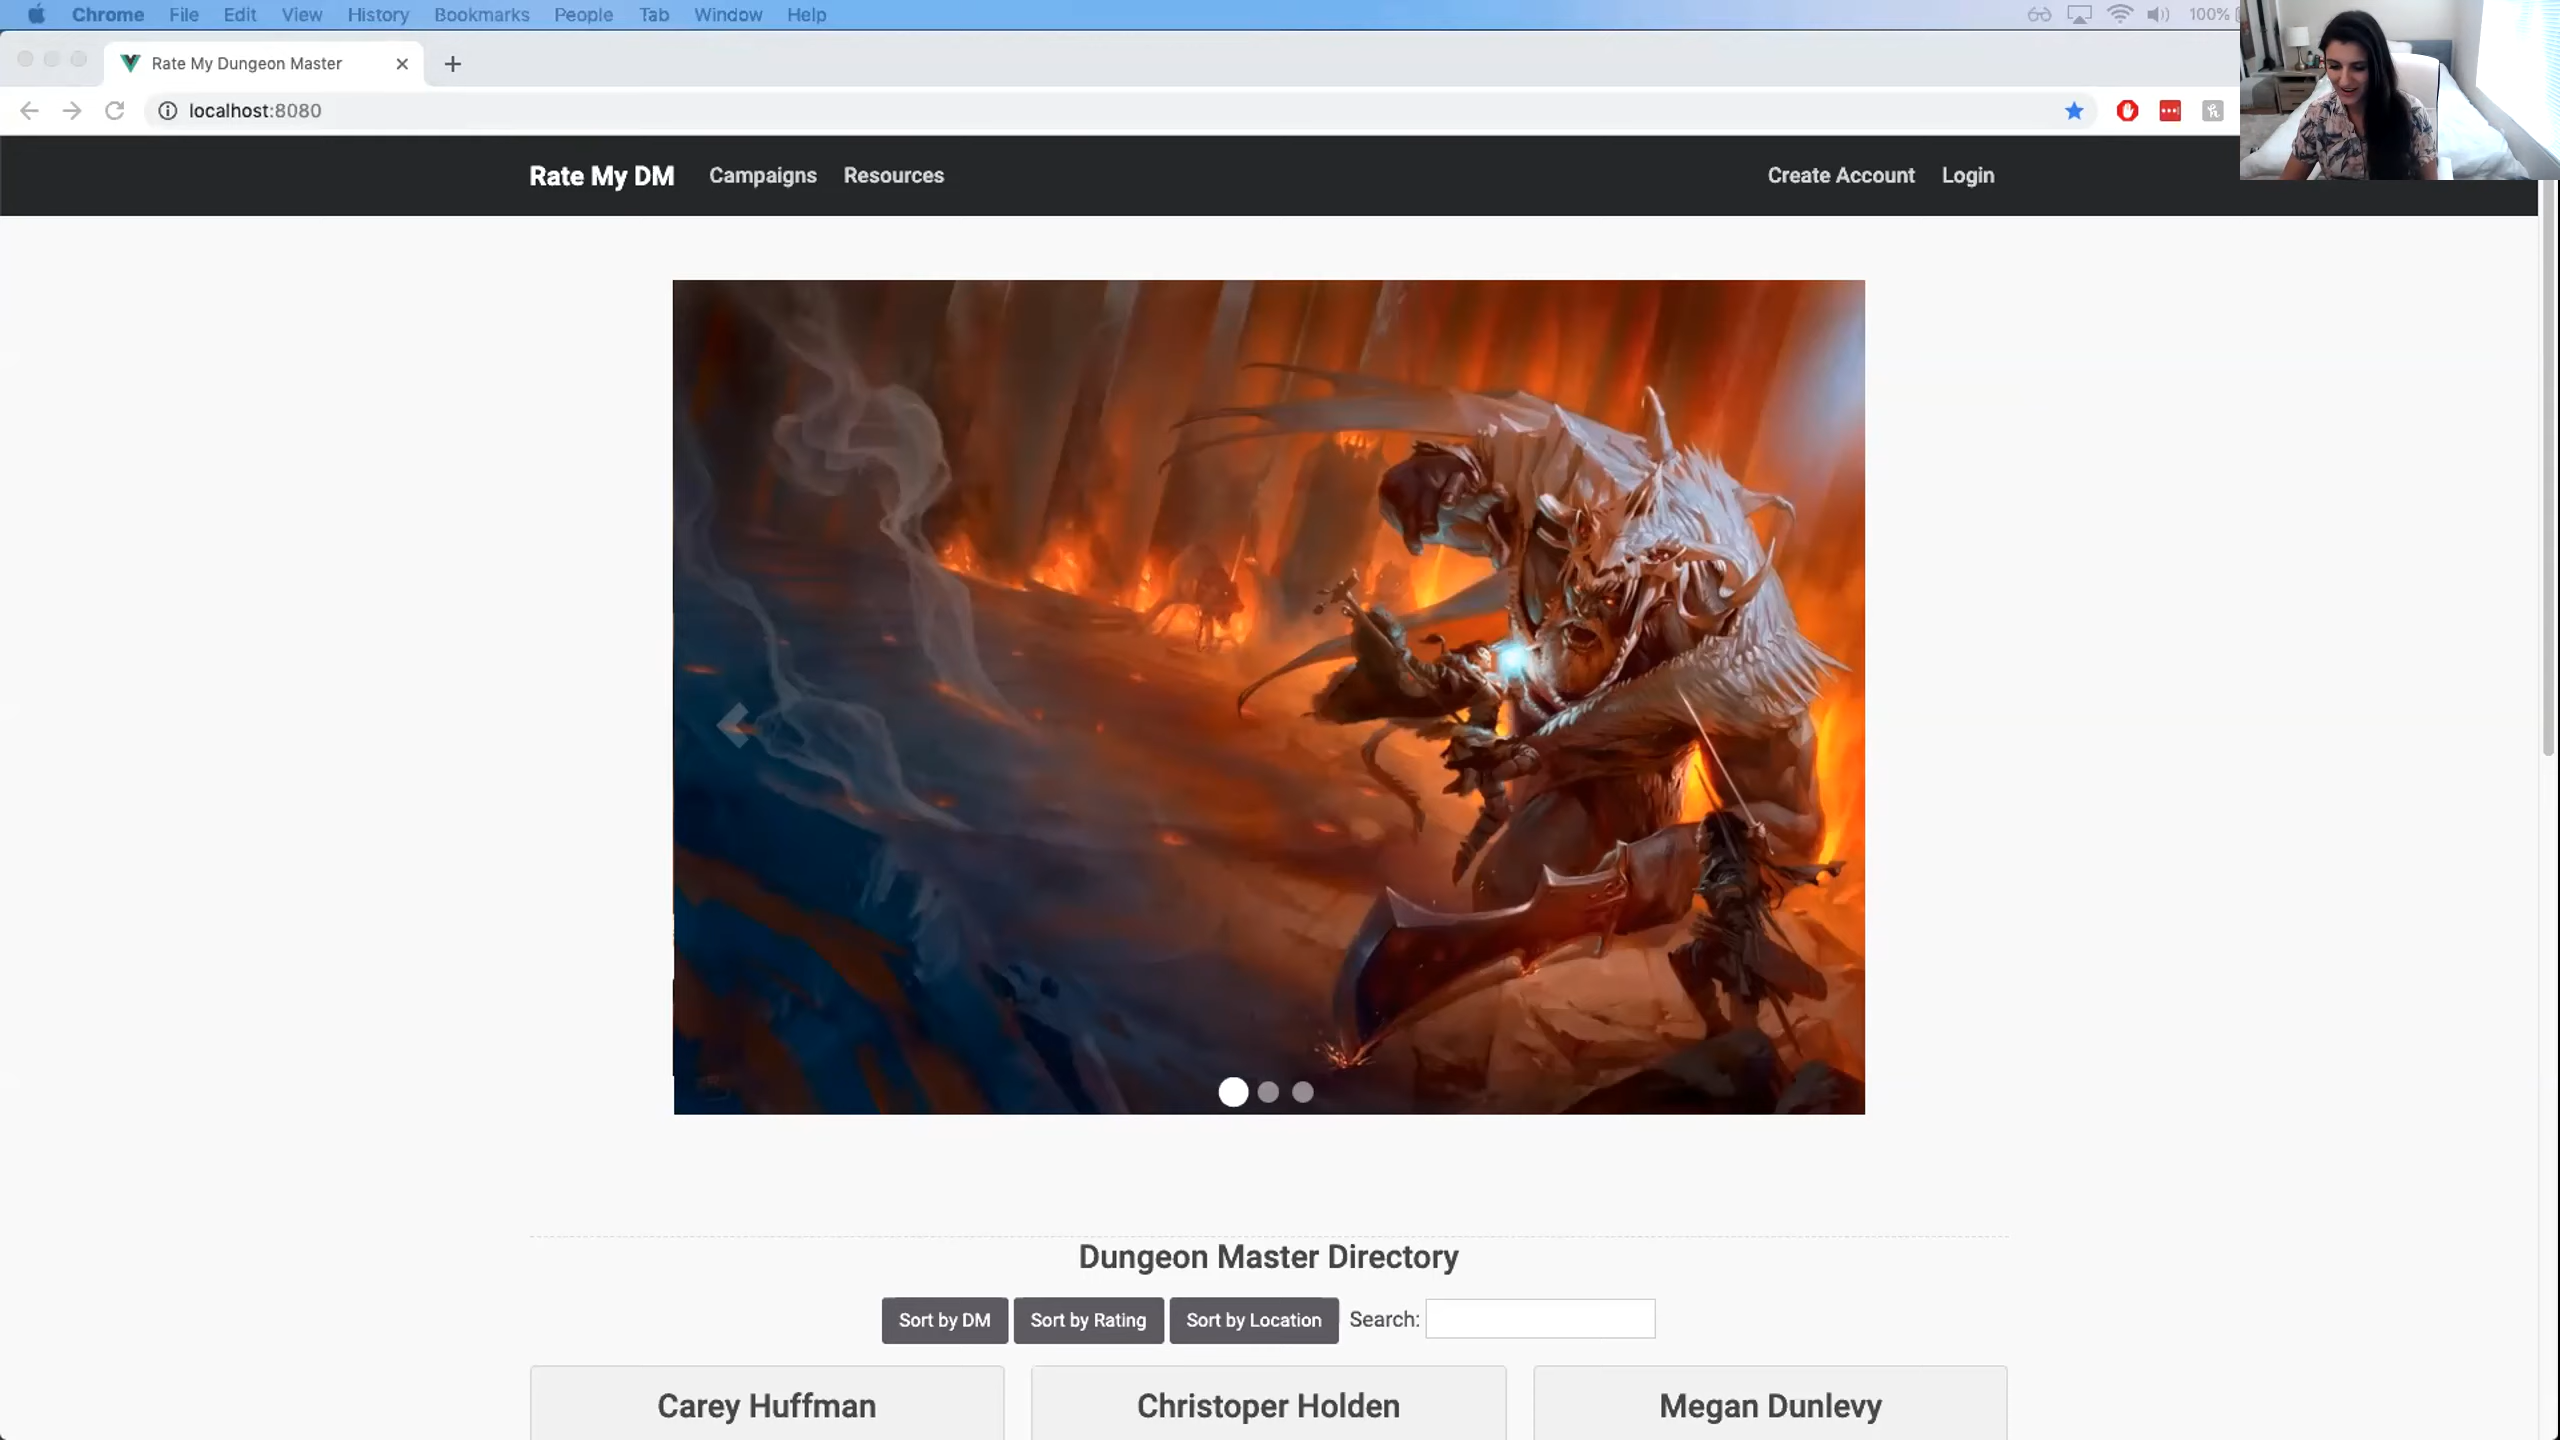 Chrome File Edit View History Bookmarks People Tab Window Help 100%
Rate My Dungeon Master
localhost:8080
Rate My DM Campaigns Resources Create Account Login
Dungeon Master Directory
Sort by DM Sort by Rating Sort by Location Search:
Carey Huffman Christoper Holden Megan Dunlevy